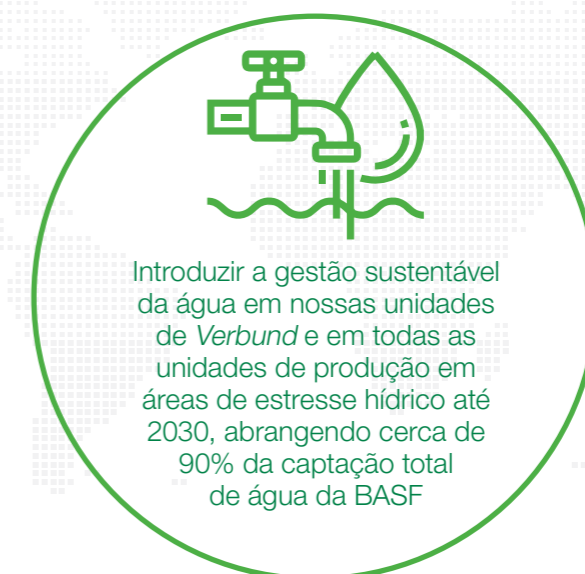 Introduzir a gestão sustentável
da água em nossas unidades
de Verbund e em todas as
unidades de produção em
áreas de estresse hídrico até
2030, abrangendo cerca de
90% da captação total
de água da BASF